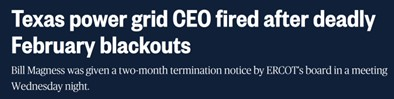 Texas power grid CEO fired after deadly
February blackouts
Bill Magness was given a two-month termination notice by ERCOT's board in a meeting
Wednesday night.